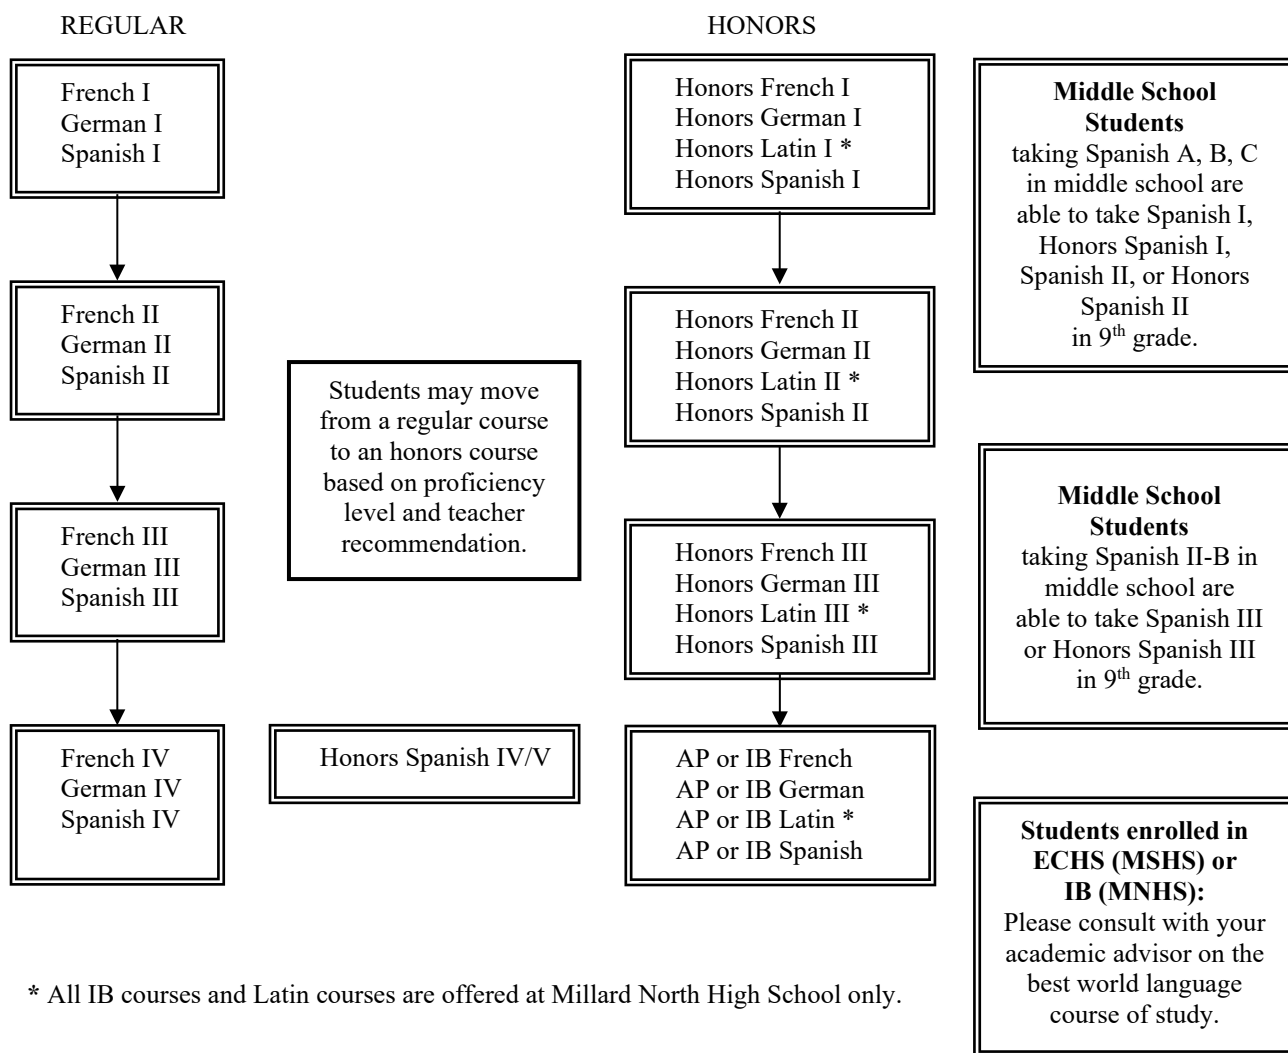 REGULAR
French I
German I
Spanish I
French II
German II
Spanish II
French III
German III
Spanish III
French IV
German IV
Spanish IV
Students may move
from a regular course
to an honors course
based on proficiency
level and teacher
recommendation.
Honors Spanish IV/V
HONORS
Honors French I
Honors German I
Honors Latin I *
Honors Spanish I
Honors French II
Honors German II
Honors Latin II *
Honors Spanish II
Honors French III
Honors German III
Honors Latin III *
Honors Spanish III
AP or IB French
AP or IB German
AP or IB Latin *
AP or IB Spanish
Middle School
Students
taking Spanish A, B, C
in middle school are
able to take Spanish I,
Honors Spanish I,
Spanish II, or Honors
Spanish II
in 9th grade.
Middle School
Students
taking Spanish II-B in
middle school are
able to take Spanish III
or Honors Spanish III
in 9th grade.
Students enrolled in
ECHS (MSHS) or
IB (MNHS):
Please consult with your
academic advisor on the
best world language
course of study.
* All IB courses and Latin courses are offered at Millard North High School only.